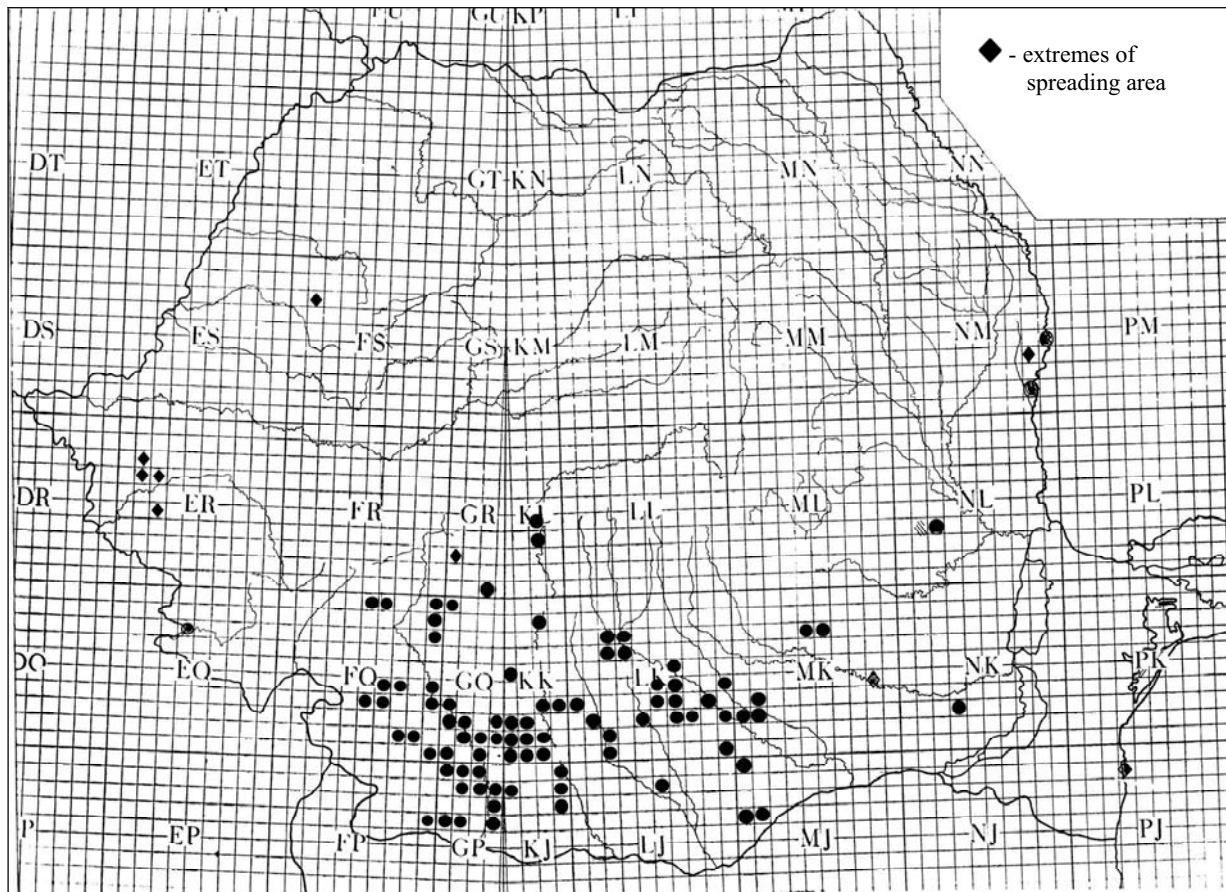 - extremes of
spreading area
DT ET GT KN LN MN NN
DS ES FS GS KM LM MM NM PM
DR ER FR GR KL LL ML NL PL
DQ EQ FQ GQ KK LK MK NK PK
P EP FP GP KJ LJ MJ NJ PJ